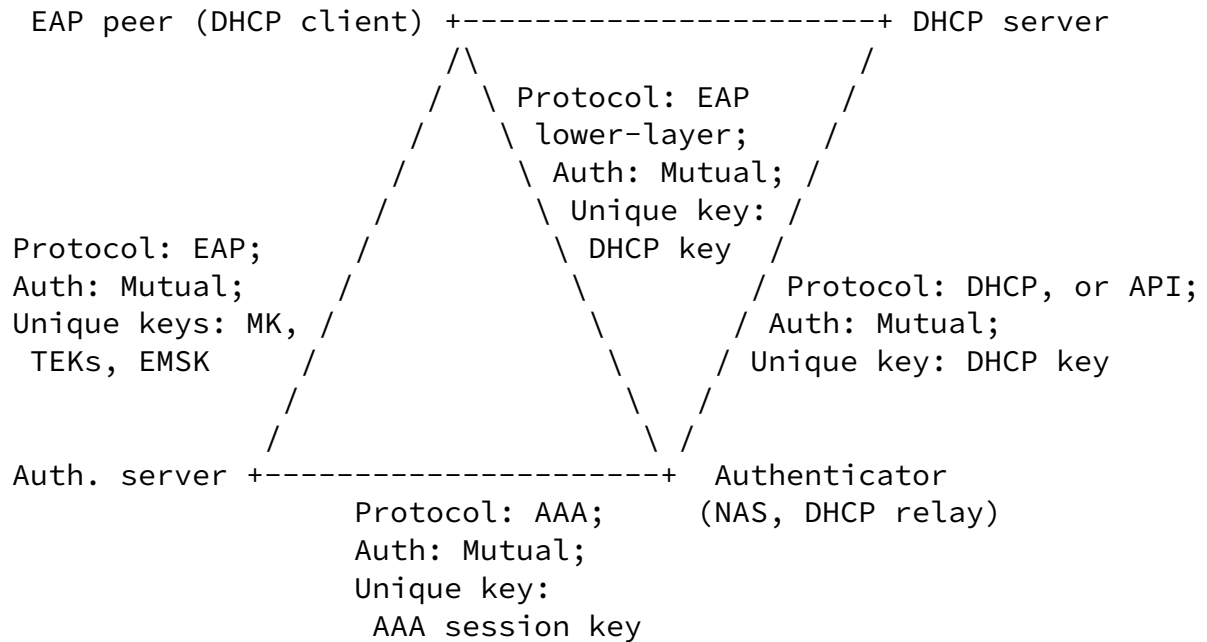 EAP peer (DHCP client) +-----------------------+ DHCP server
/\ /
/ \ Protocol: EAP /
/ \ lower-layer; /
/ \ Auth: Mutual; /
/ \ Unique key: /
Protocol: EAP; / \ DHCP key /
Auth: Mutual; / \ / Protocol: DHCP, or API;
Unique keys: MK, / \ / Auth: Mutual;
TEKs, EMSK / \ / Unique key: DHCP key
/ \ /
/ \ /
Auth. server +----------------------+ Authenticator
Protocol: AAA; (NAS, DHCP relay)
Auth: Mutual;
Unique key:
AAA session key